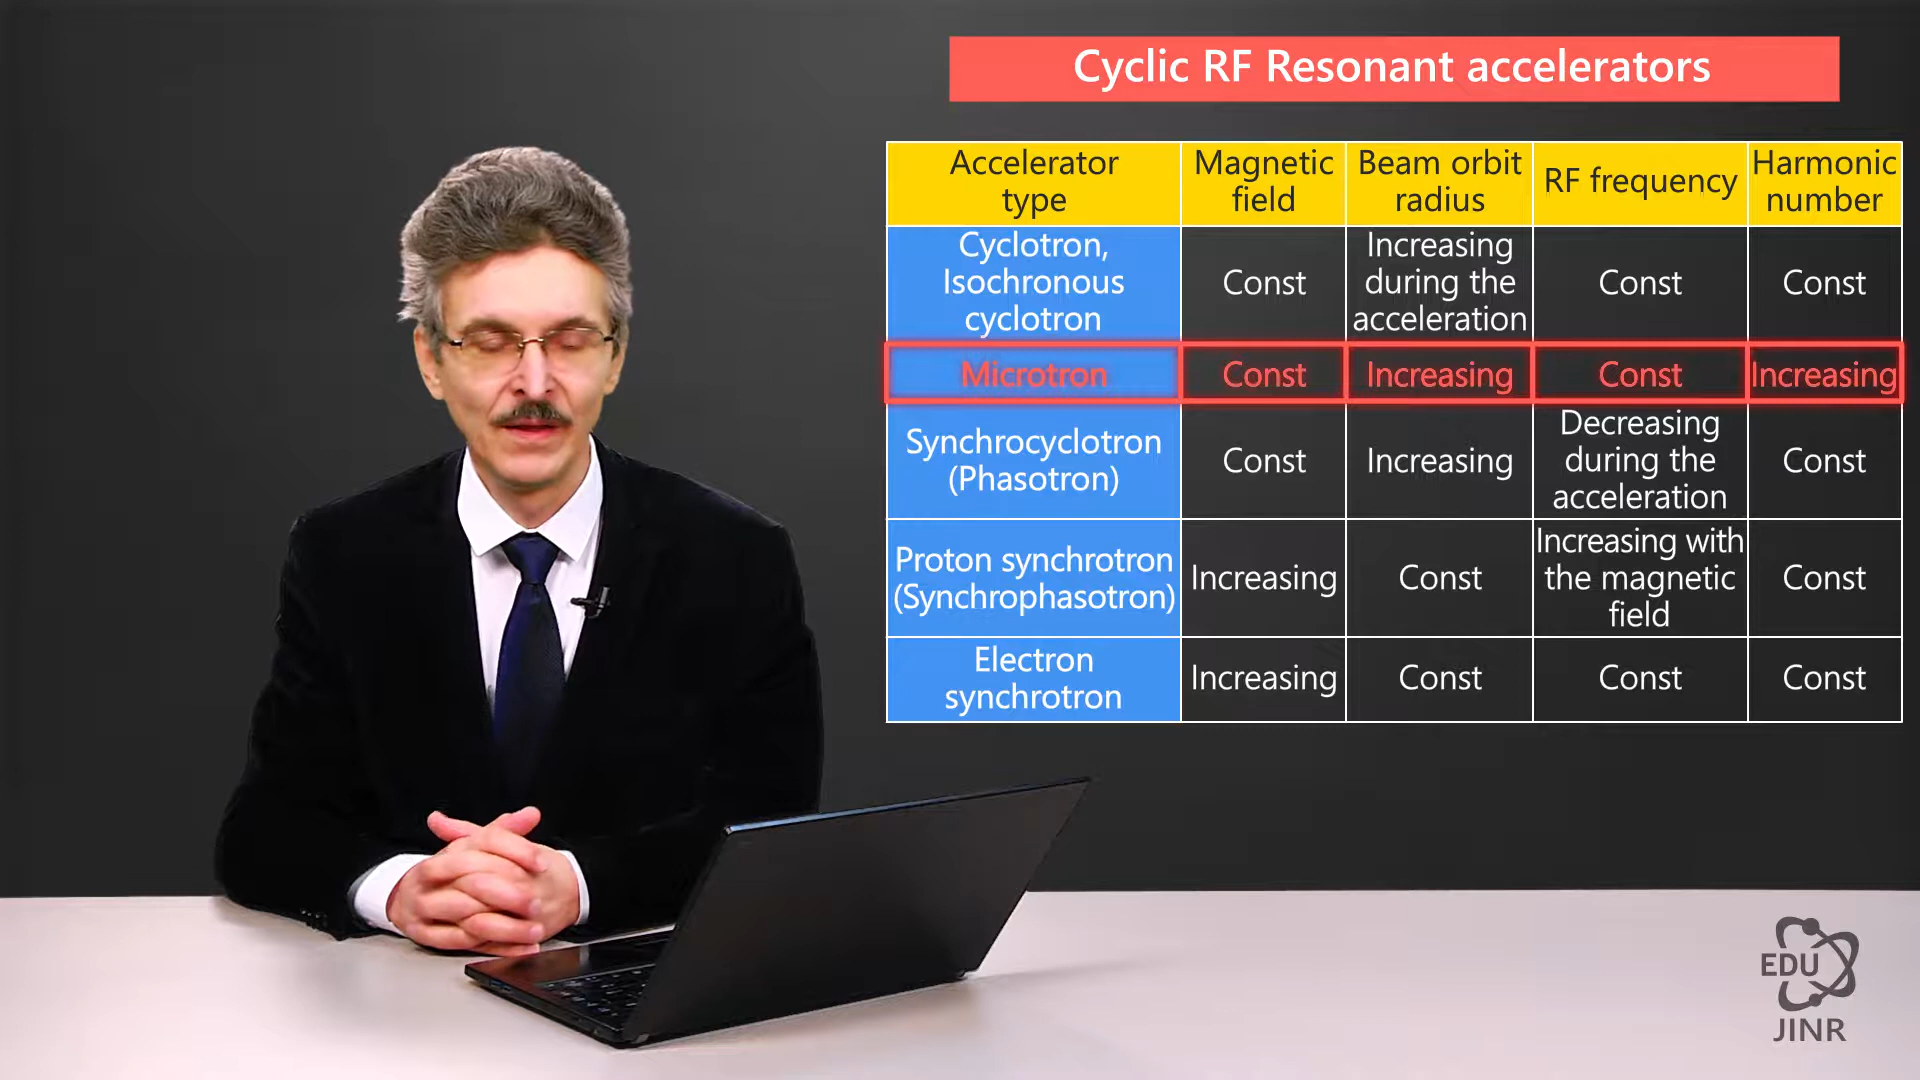 Cyclic RF Resonant accelerators
Accelerator
type
Magnetic
field
Beam orbit
radius
RF frequency
Harmonic
number
Cyclotron,
Isochronous
cyclotron
Const
Increasing
during the
acceleration
Const
Const
Microtron
Const
Increasing
Const
Increasing
Synchrocyclotron
(Phasotron)
Const
Increasing
Decreasing
during the
acceleration
Const
Proton synchrotron
(Synchrophasotron)
Increasing
Const
Increasing with
the magnetic
field
Const
Electron
synchrotron
Increasing
Const
Const
Const
EDU
JINR